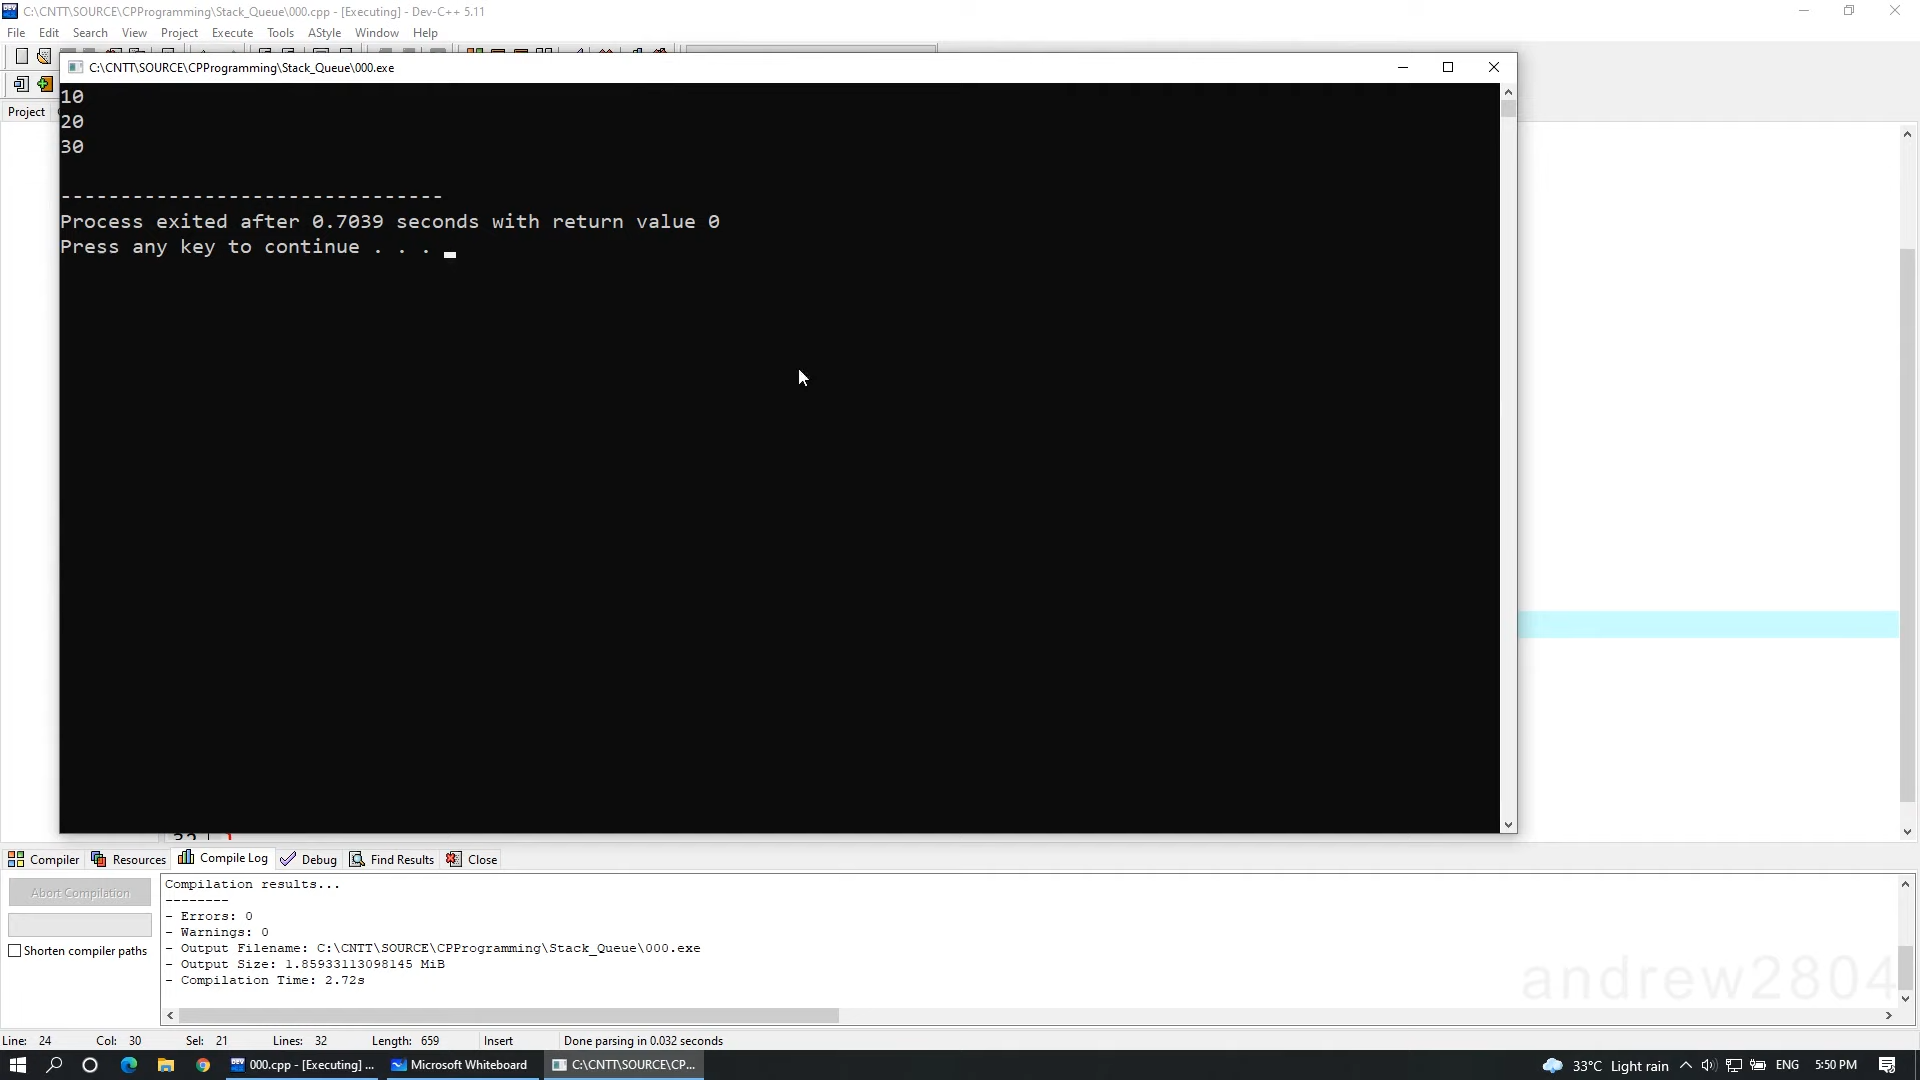 C:\CNTT\SOURCE\CPProgramming\Stack_Queue\000.cpp - [Executing] - Dev-C++ 5.11
File Edit Search View Project Execute Tools AStyle Window Help
C:\CNTT\SOURCE\CPProgramming\Stack_Queue\000.exe
Project
10
20
30
--------------------------------
Process exited after 0.7039 seconds with return value 0
Press any key to continue . . .
32
Compiler Resources Compile Log Debug Find Results Close
Abort Compilation
Shorten compiler paths
Compilation results...
--------
- Errors: 0
- Warnings: 0
- Output Filename: C:\CNTT\SOURCE\CPProgramming\Stack_Queue\000.exe
- Output Size: 1.85933113098145 MiB
- Compilation Time: 2.72s
andrew2804
Line: 24 Col: 30 Sel: 21 Lines: 32 Length: 659 Insert Done parsing in 0.032 seconds
000.cpp - [Executing] ... Microsoft Whiteboard C:\CNTT\SOURCE\CP... 33°C Light rain ENG 5:50 PM